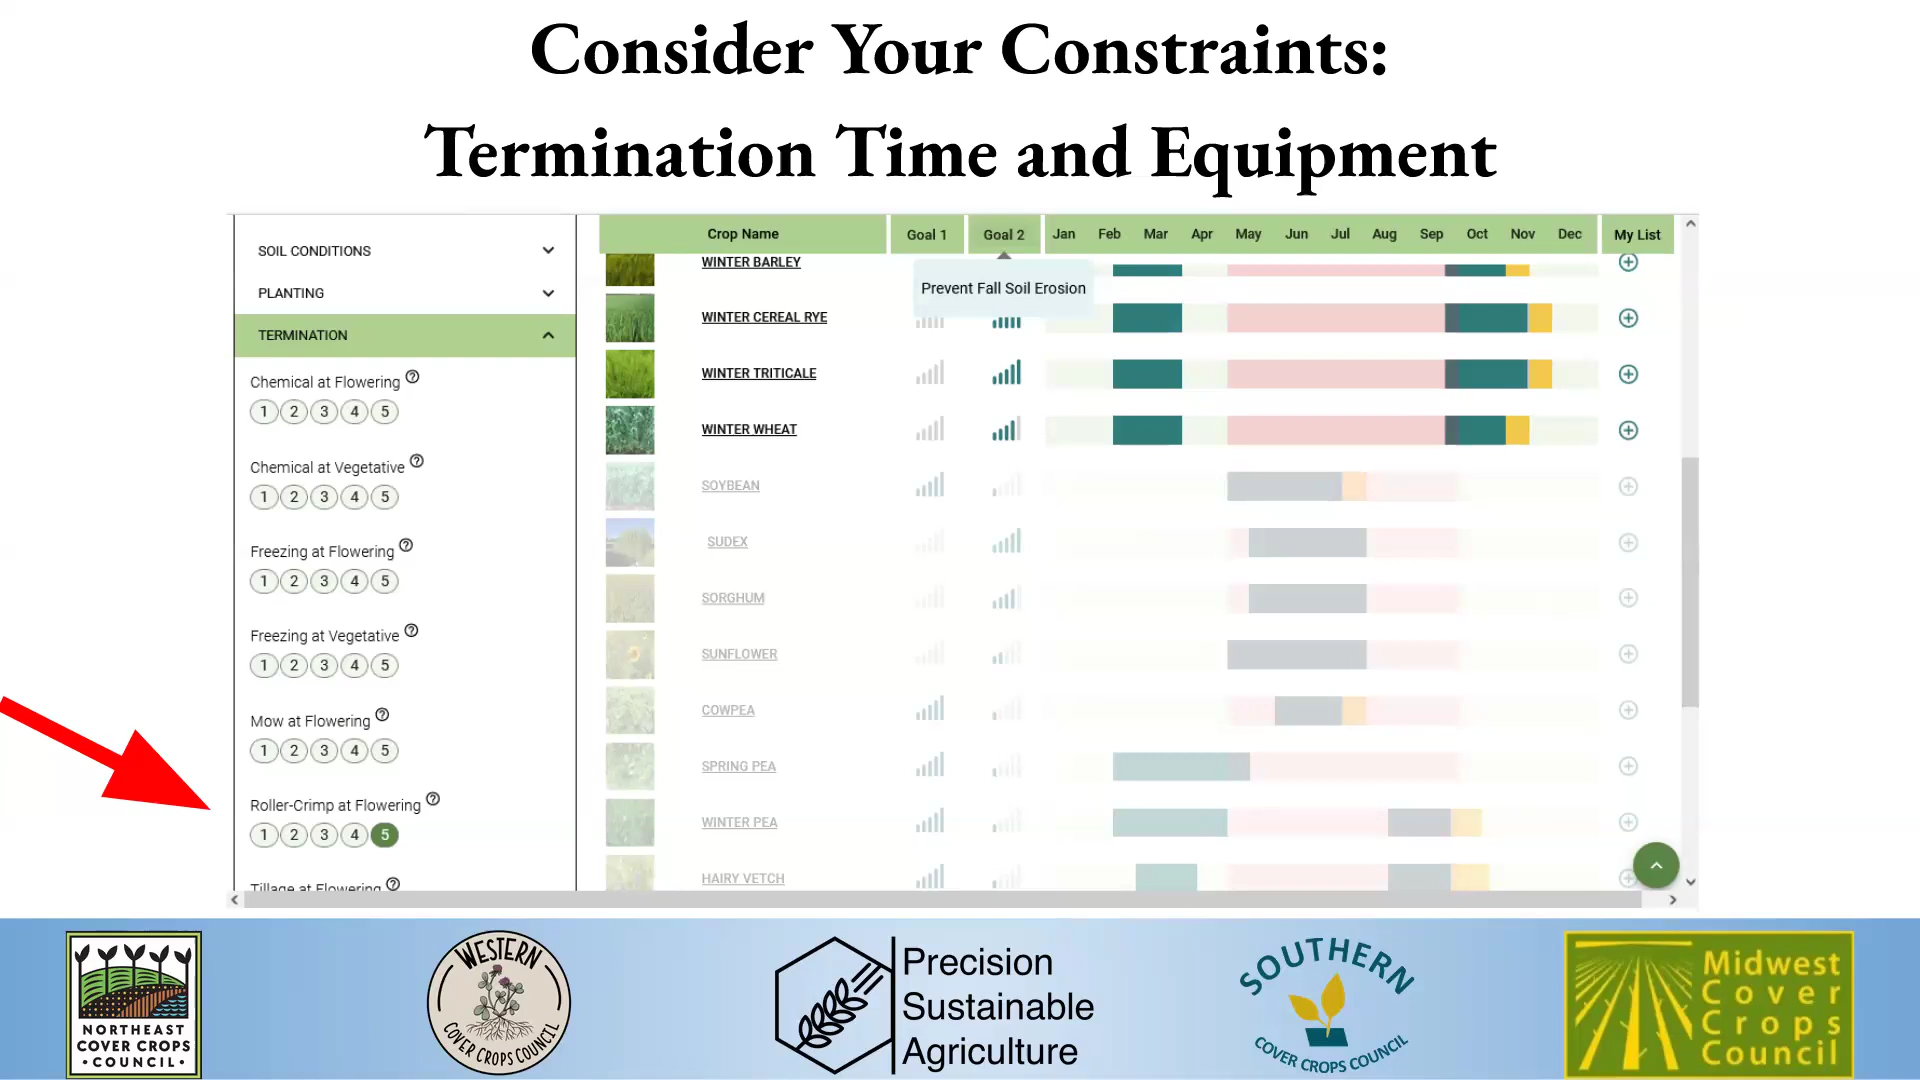 Consider Your Constraints:
Termination Time and Equipment
SOIL CONDITIONS
PLANTING
TERMINATION
Chemical at Flowering
1 2 3 4 5
Chemical at Vegetative
1 2 3 4 5
Freezing at Flowering
1 2 3 4 5
Freezing at Vegetative
1 2 3 4 5
Mow at Flowering
1 2 3 4 5
Roller-Crimp at Flowering
1 2 3 4 5
Tillage at Flowering
Crop Name Goal 1 Goal 2 Jan Feb Mar Apr May Jun Jul Aug Sep Oct Nov Dec My List
WINTER BARLEY
Prevent Fall Soil Erosion
WINTER CEREAL RYE
WINTER TRITICALE
WINTER WHEAT
SOYBEAN
SUDEX
SORGHUM
SUNFLOWER
COWPEA
SPRING PEA
WINTER PEA
HAIRY VETCH
NORTHEAST
COVER CROPS
• COUNCIL •
WESTERN
COVER CROPS COUNCIL
Precision
Sustainable
Agriculture
SOUTHERN
COVER CROPS COUNCIL
Midwest
Cover
Crops
Council